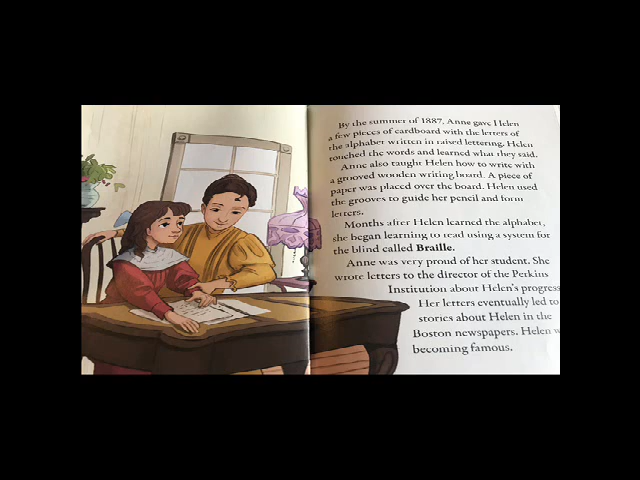 By the summer of 1887, Anne gave Helen
a few pieces of cardboard with the letters of
the alphabet written in raised lettering. Helen
touched the words and learned what they said.
Anne also taught Helen how to write with
a grooved wooden writing board. A piece of
paper was placed over the board. Helen used
the grooves to guide her pencil and form
letters.
Months after Helen learned the alphabet,
she began learning to read using a system for
the blind called Braille.
Anne was very proud of her student. She
wrote letters to the director of the Perkins
Institution about Helen's progress
Her letters eventually led to
stories about Helen in the
Boston newspapers. Helen w
becoming famous.